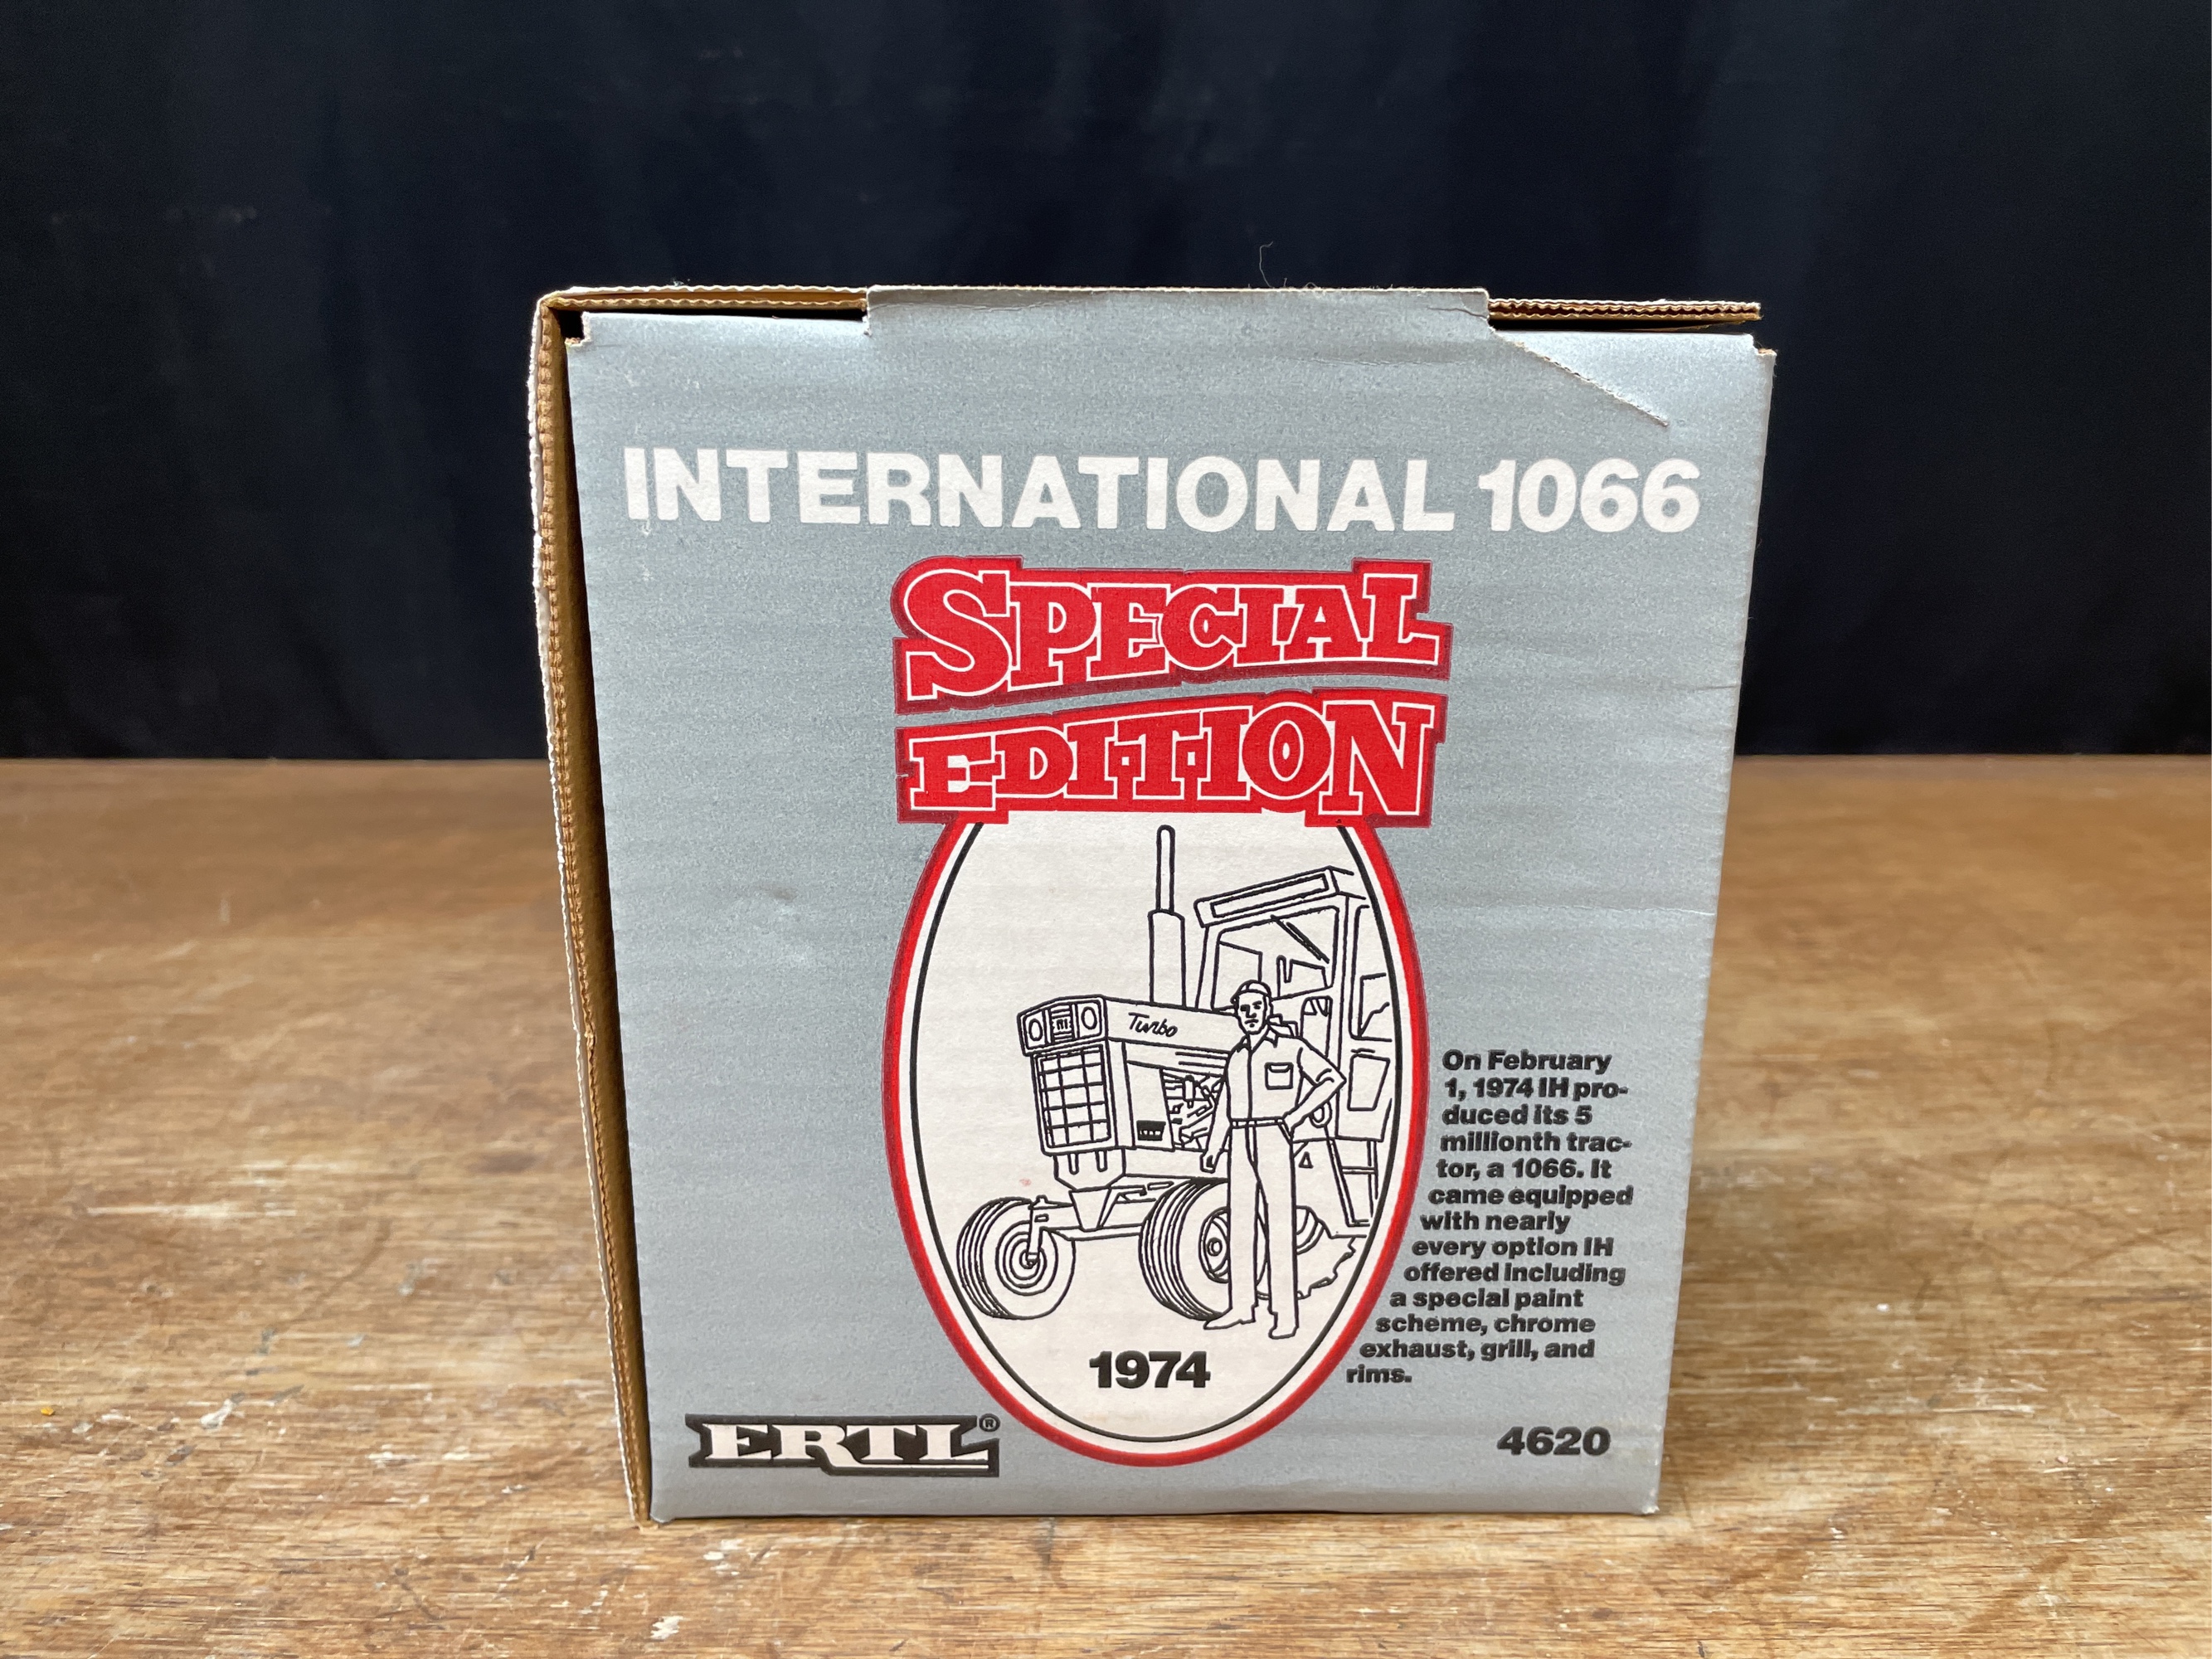 INTERNATIONAL 1066
SPECIAL
EDITION
Turbo
On February
1, 1974 IH pro-
duced its 5
millionth trac-
tor, a 1066. It
came equipped
with nearly
every option IH
offered including
a special paint
scheme, chrome
exhaust, grill, and
rims.
1974
ERTL®
4620